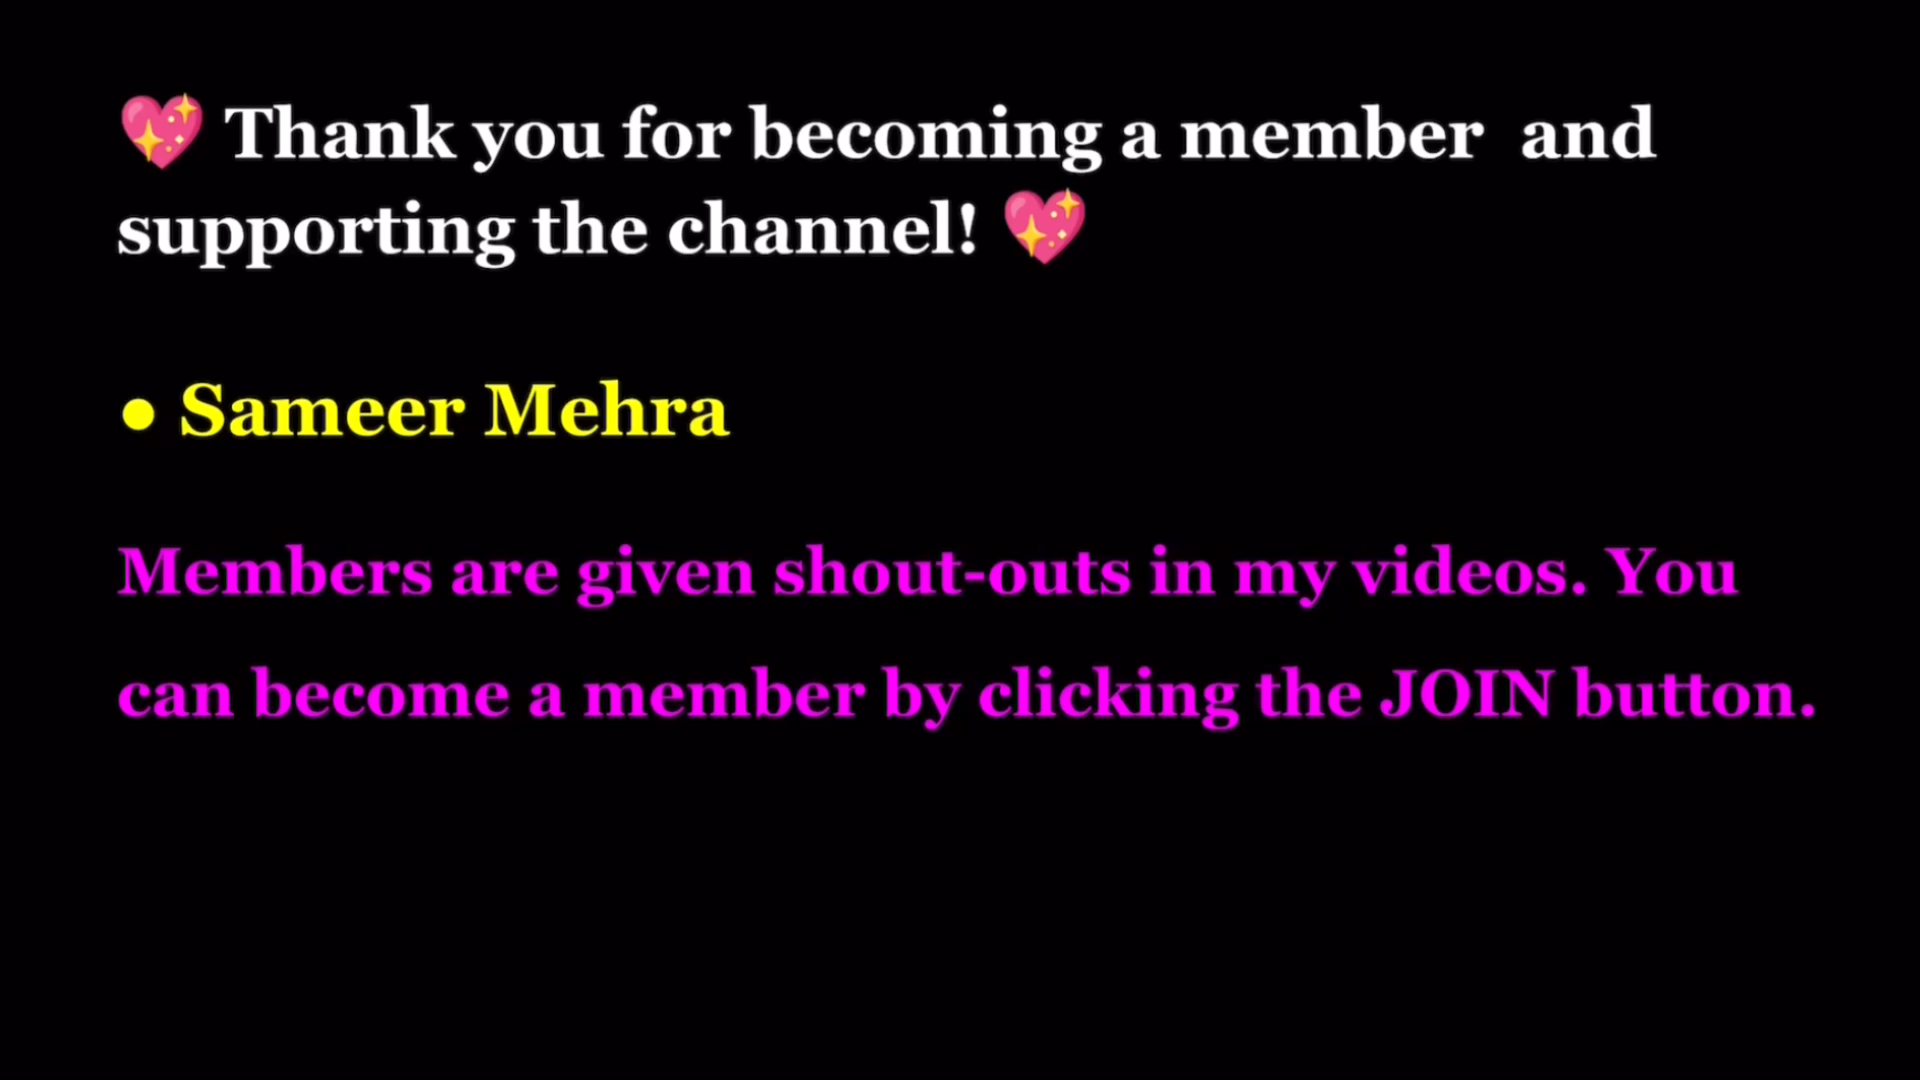 💖 Thank you for becoming a member  and
supporting the channel! 💖
● Sameer Mehra
Members are given shout-outs in my videos. You
can become a member by clicking the JOIN button.